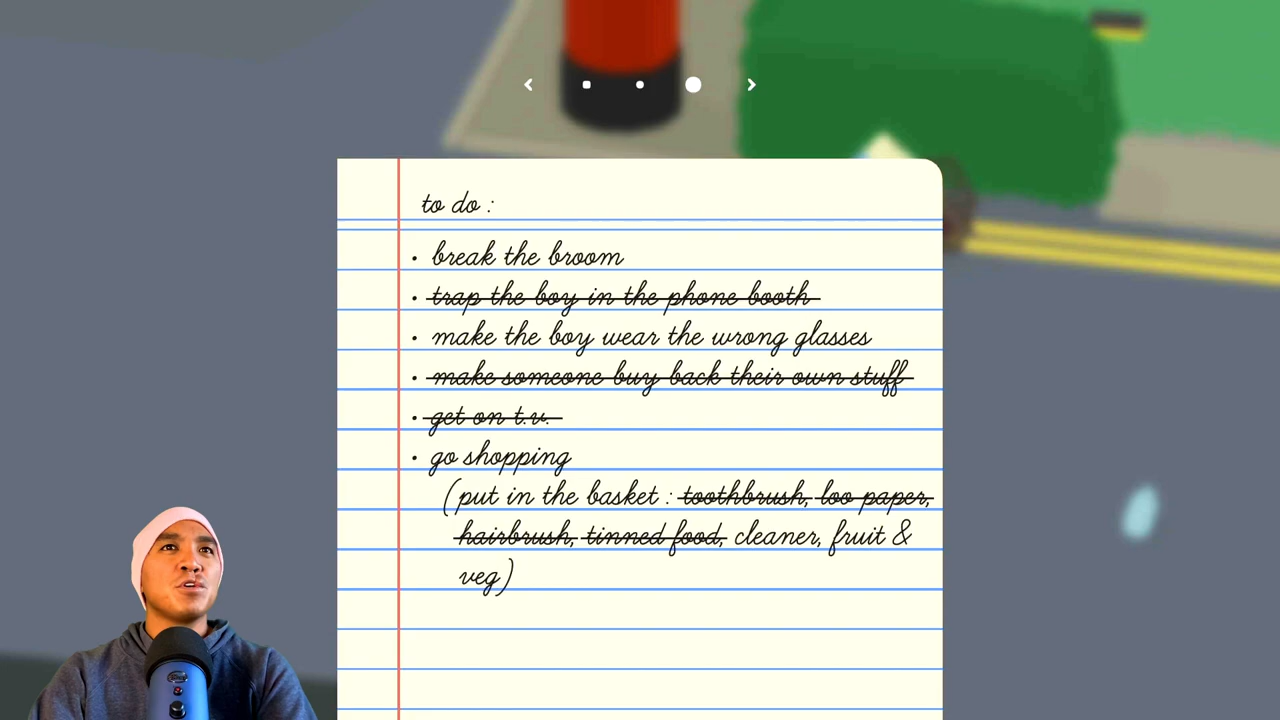 to do :
• break the broom
• trap the boy in the phone booth
• make the boy wear the wrong glasses
• make someone buy back their own stuff
• get on t.v.
• go shopping
(put in the basket : toothbrush, loo paper,
hairbrush, tinned food, cleaner, fruit &
veg)